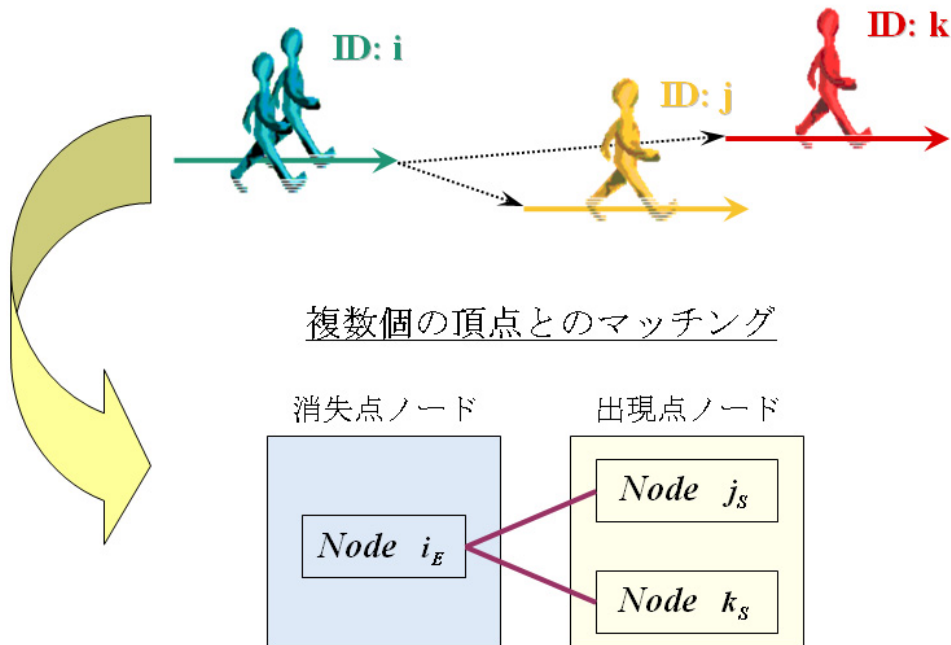 ID: i
ID: j
ID: k
複数個の頂点とのマッチング
消失点ノード
出現点ノード
Node i_E
Node j_S
Node k_S